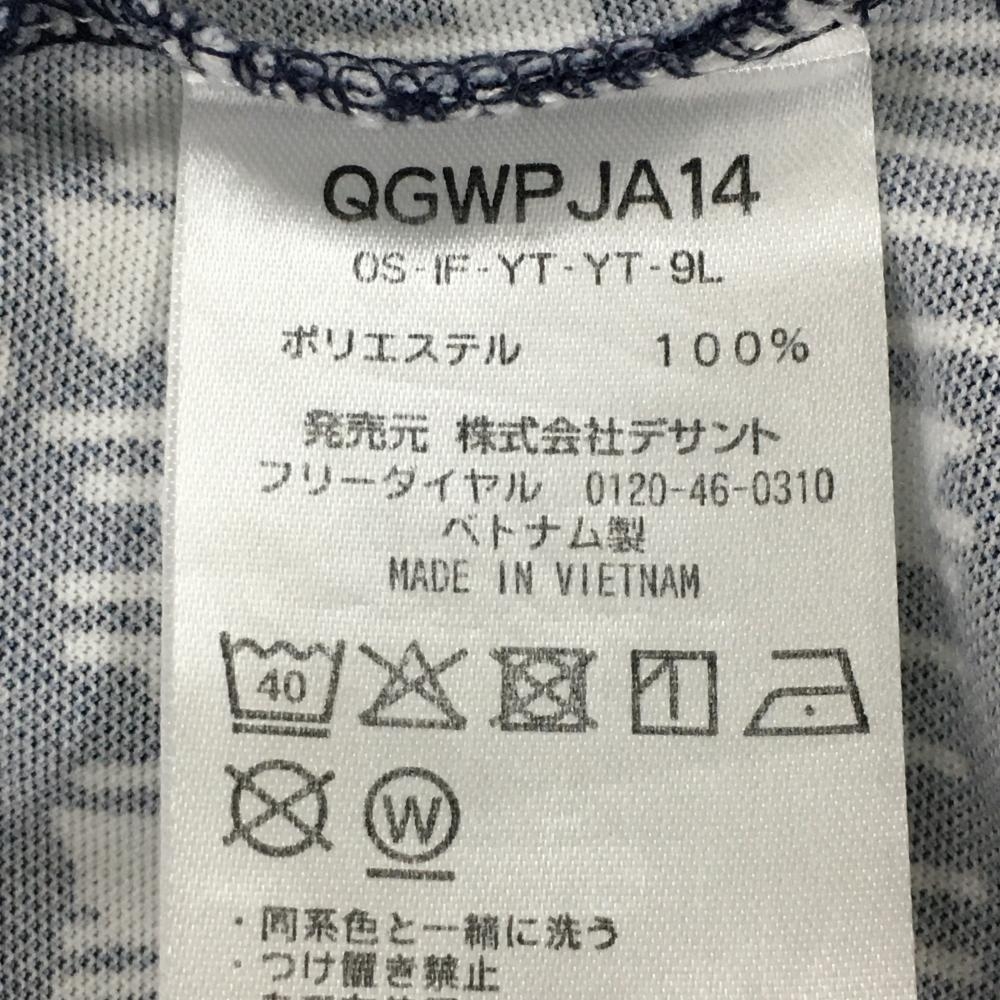 QGWPJA14
OS-IF-YT-YT-9L
ポリエステル 100%
発売元 株式会社デサント
フリーダイヤル 0120-46-0310
ベトナム製
MADE IN VIETNAM
40
W
・同系色と一緒に洗う
・つけ置き禁止